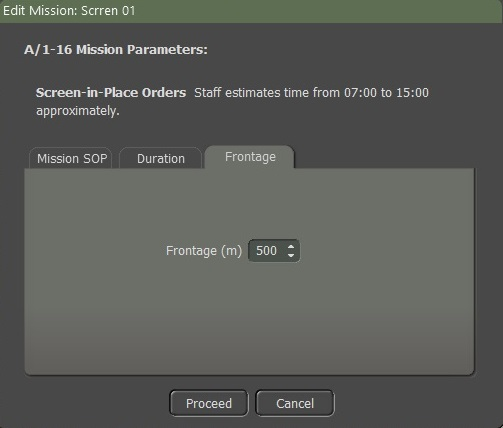 Edit Mission: Scrren 01
A/1-16 Mission Parameters:
Screen-in-Place Orders Staff estimates time from 07:00 to 15:00
approximately.
Mission SOP Duration Frontage
Frontage (m) 500
Proceed Cancel